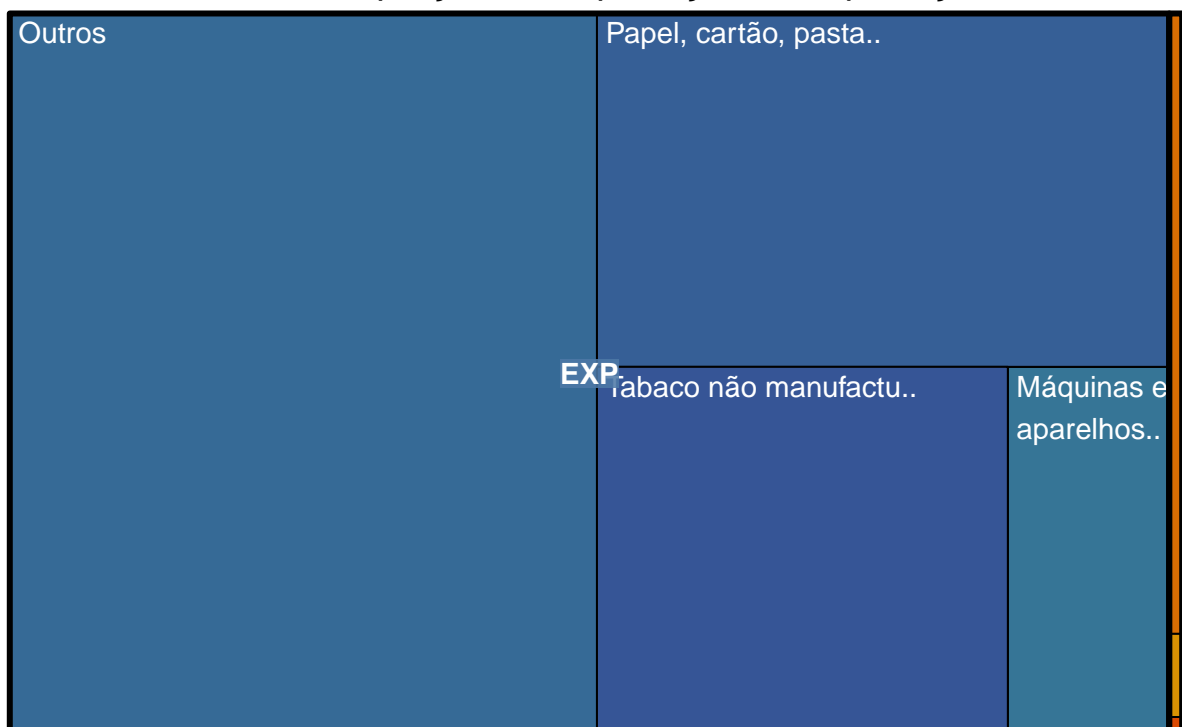 Outros
Papel, cartão, pasta..
EXP
Tabaco não manufactu..
Máquinas e
aparelhos..